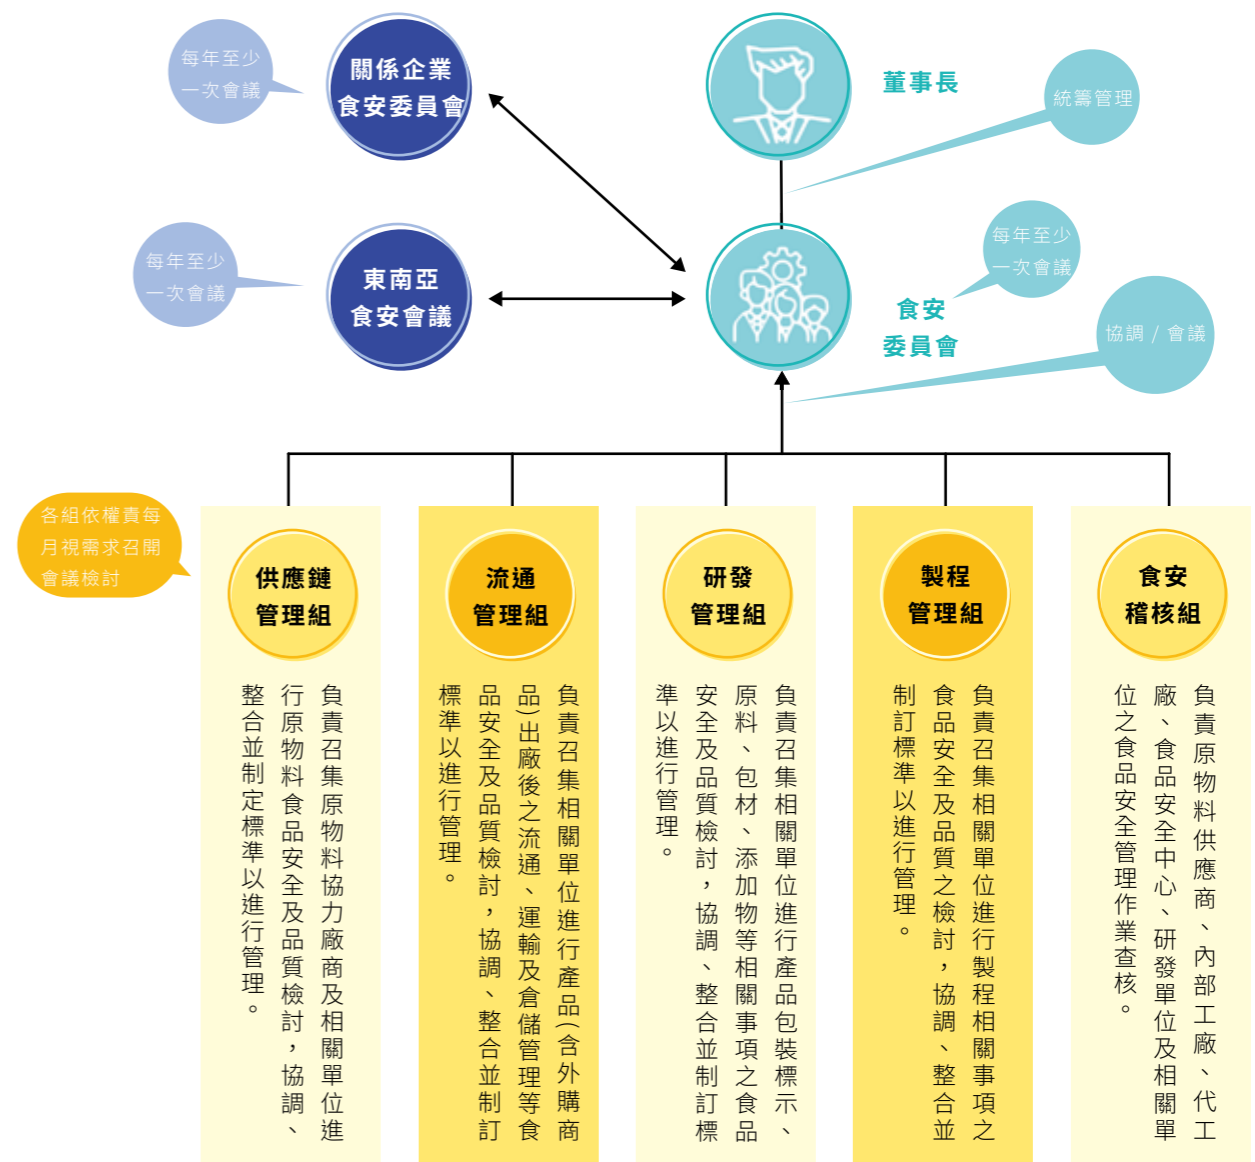 每年至少
一次會議
關係企業
食安委員會
董事長
統籌管理
每年至少
一次會議
東南亞
食安會議
每年至少
一次會議
食安
委員會
協調 / 會議
各組依權責每
月視需求召開
會議檢討
供應鏈
管理組
負責召集原物料協力廠商及相關單位進
行原物料食品安全及品質檢討，協調、
整合並制定標準以進行管理。
流通
管理組
負責召集相關單位進行產品(含外購商
品)出廠後之流通、運輸及倉儲管理等食
品安全及品質檢討，協調、整合並制訂
標準以進行管理。
研發
管理組
負責召集相關單位進行產品包裝標示、
原料、包材、添加物等相關事項之食品
安全及品質檢討，協調、整合並制訂標
準以進行管理。
製程
管理組
負責召集相關單位進行製程相關事項之
食品安全及品質之檢討，協調、整合並
制訂標準以進行管理。
食安
稽核組
負責原物料供應商、內部工廠、代工
廠、食品安全中心、研發單位及相關單
位之食品安全管理作業查核。